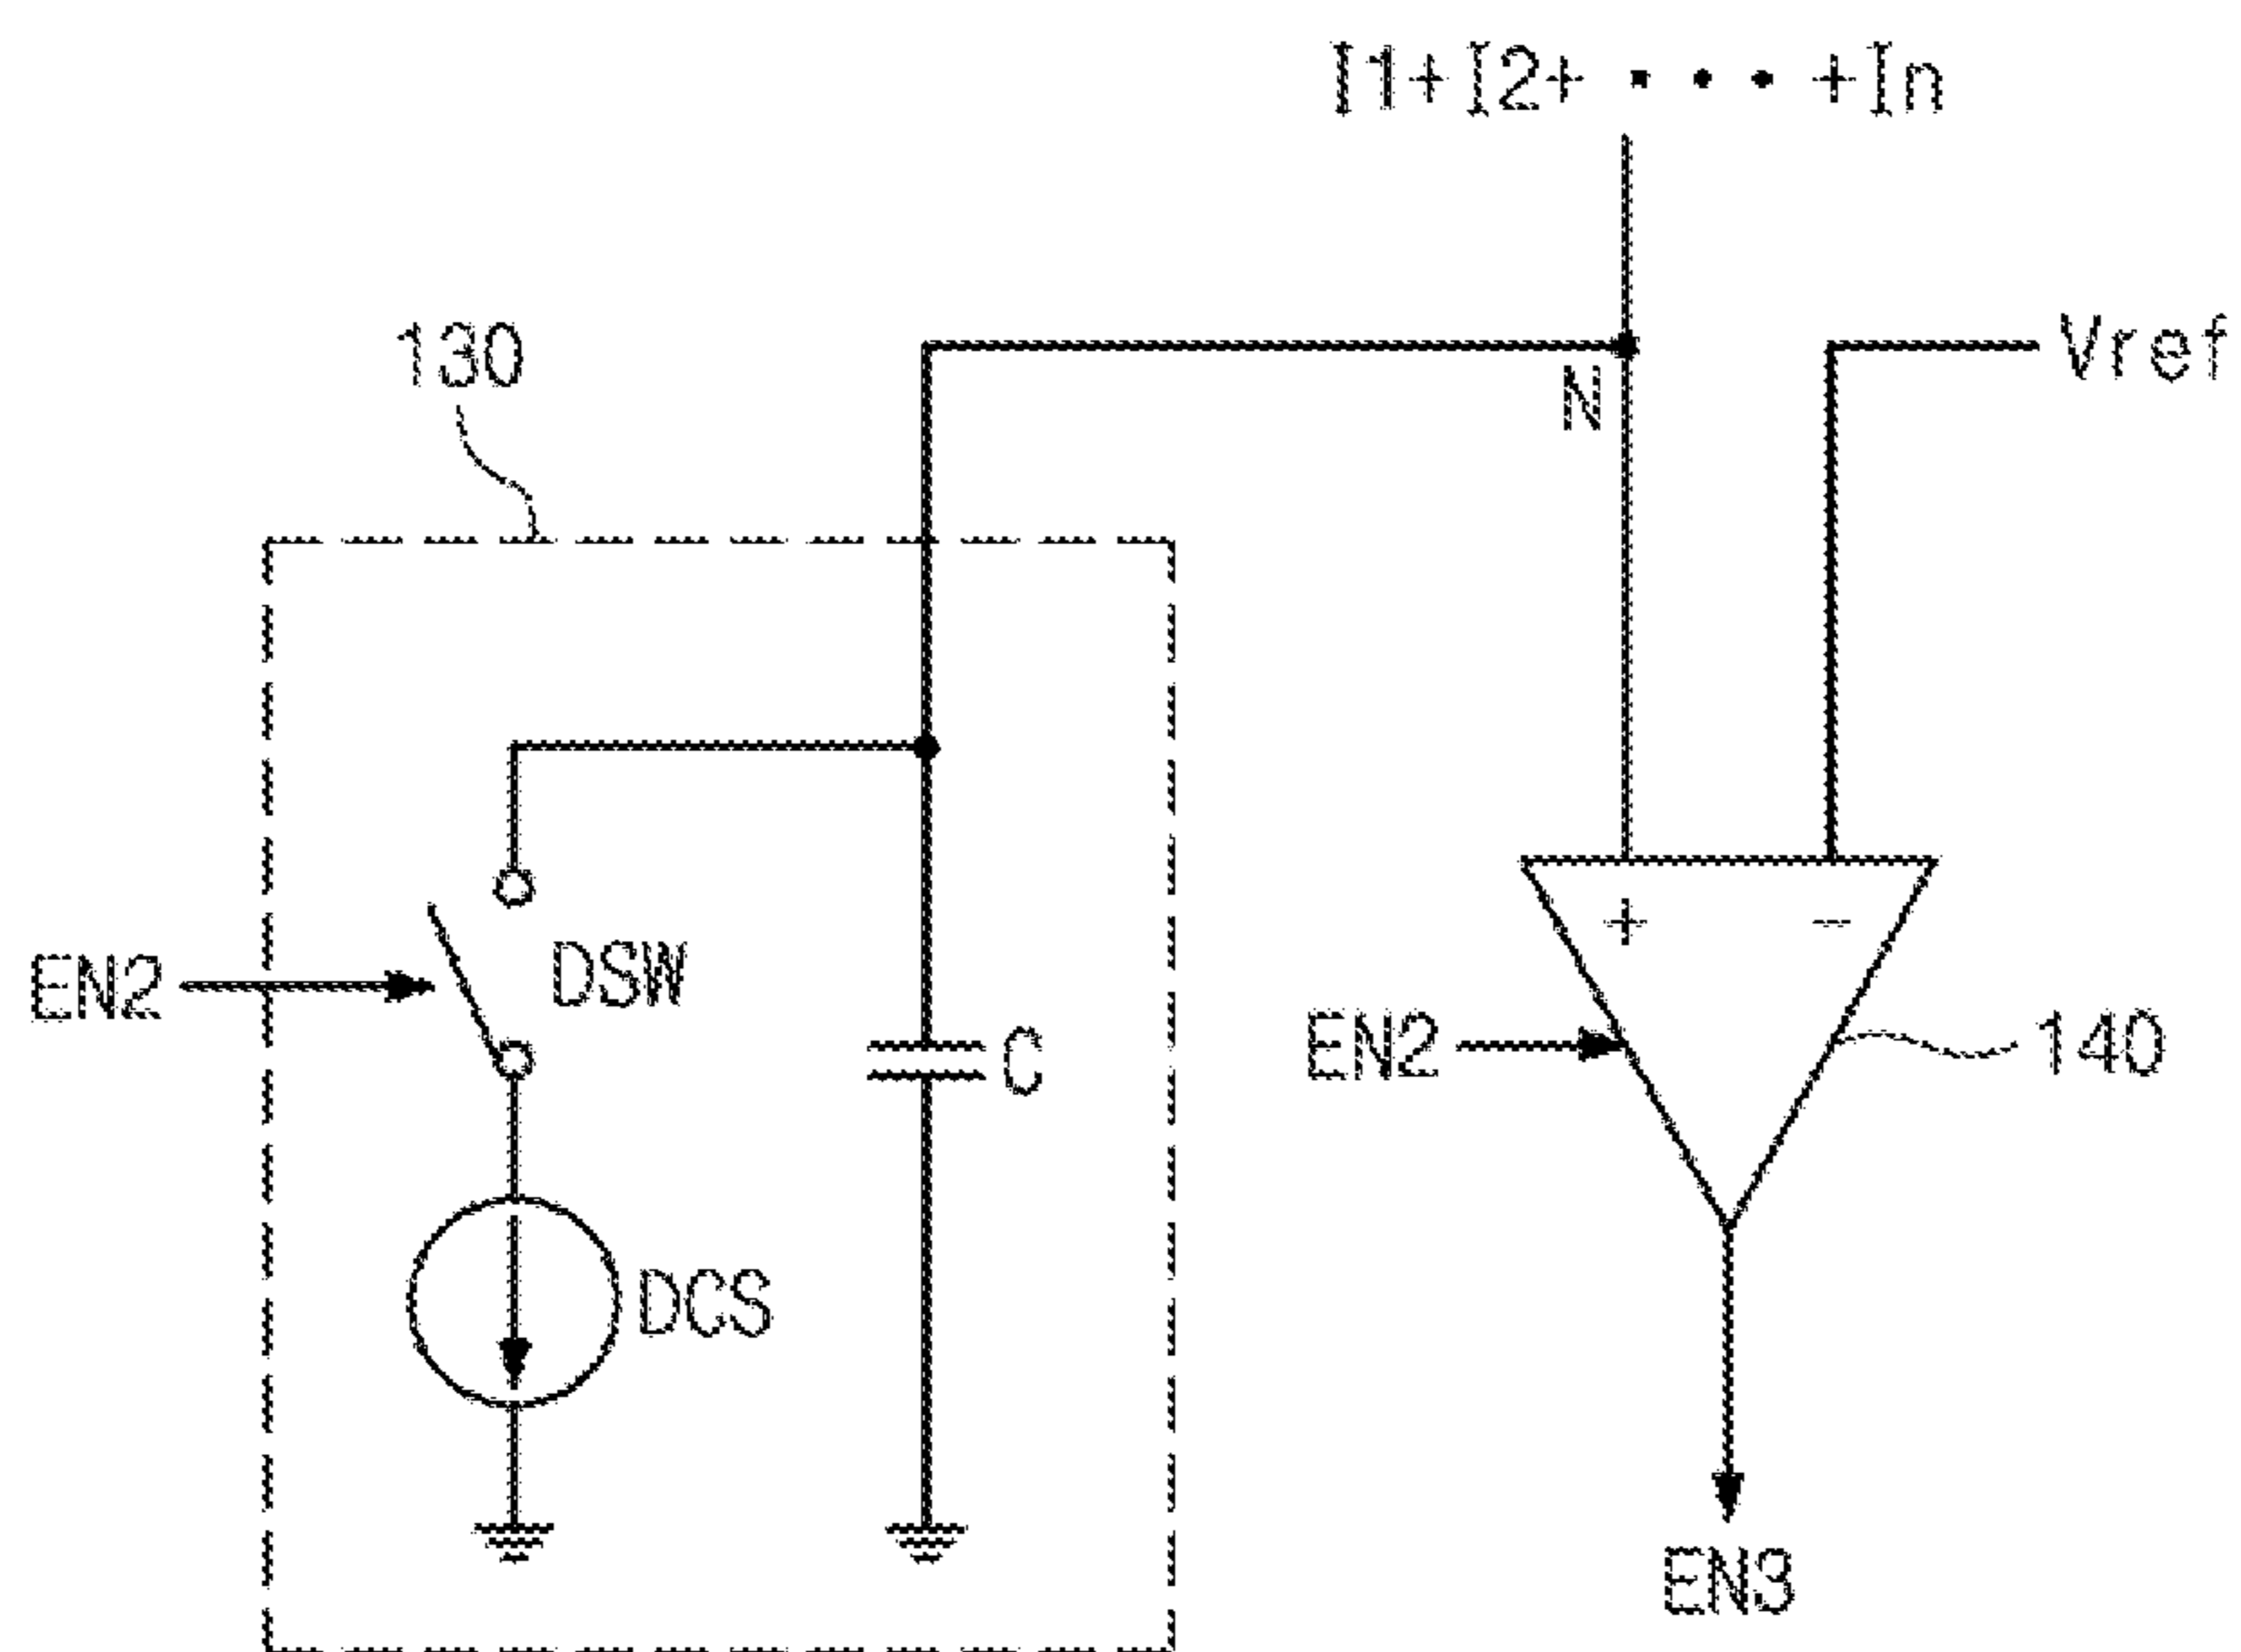 I1+I2+ • • • +In
130
Vref
N
+ −
EN2
DSW
EN2
140
C
DCS
EN3